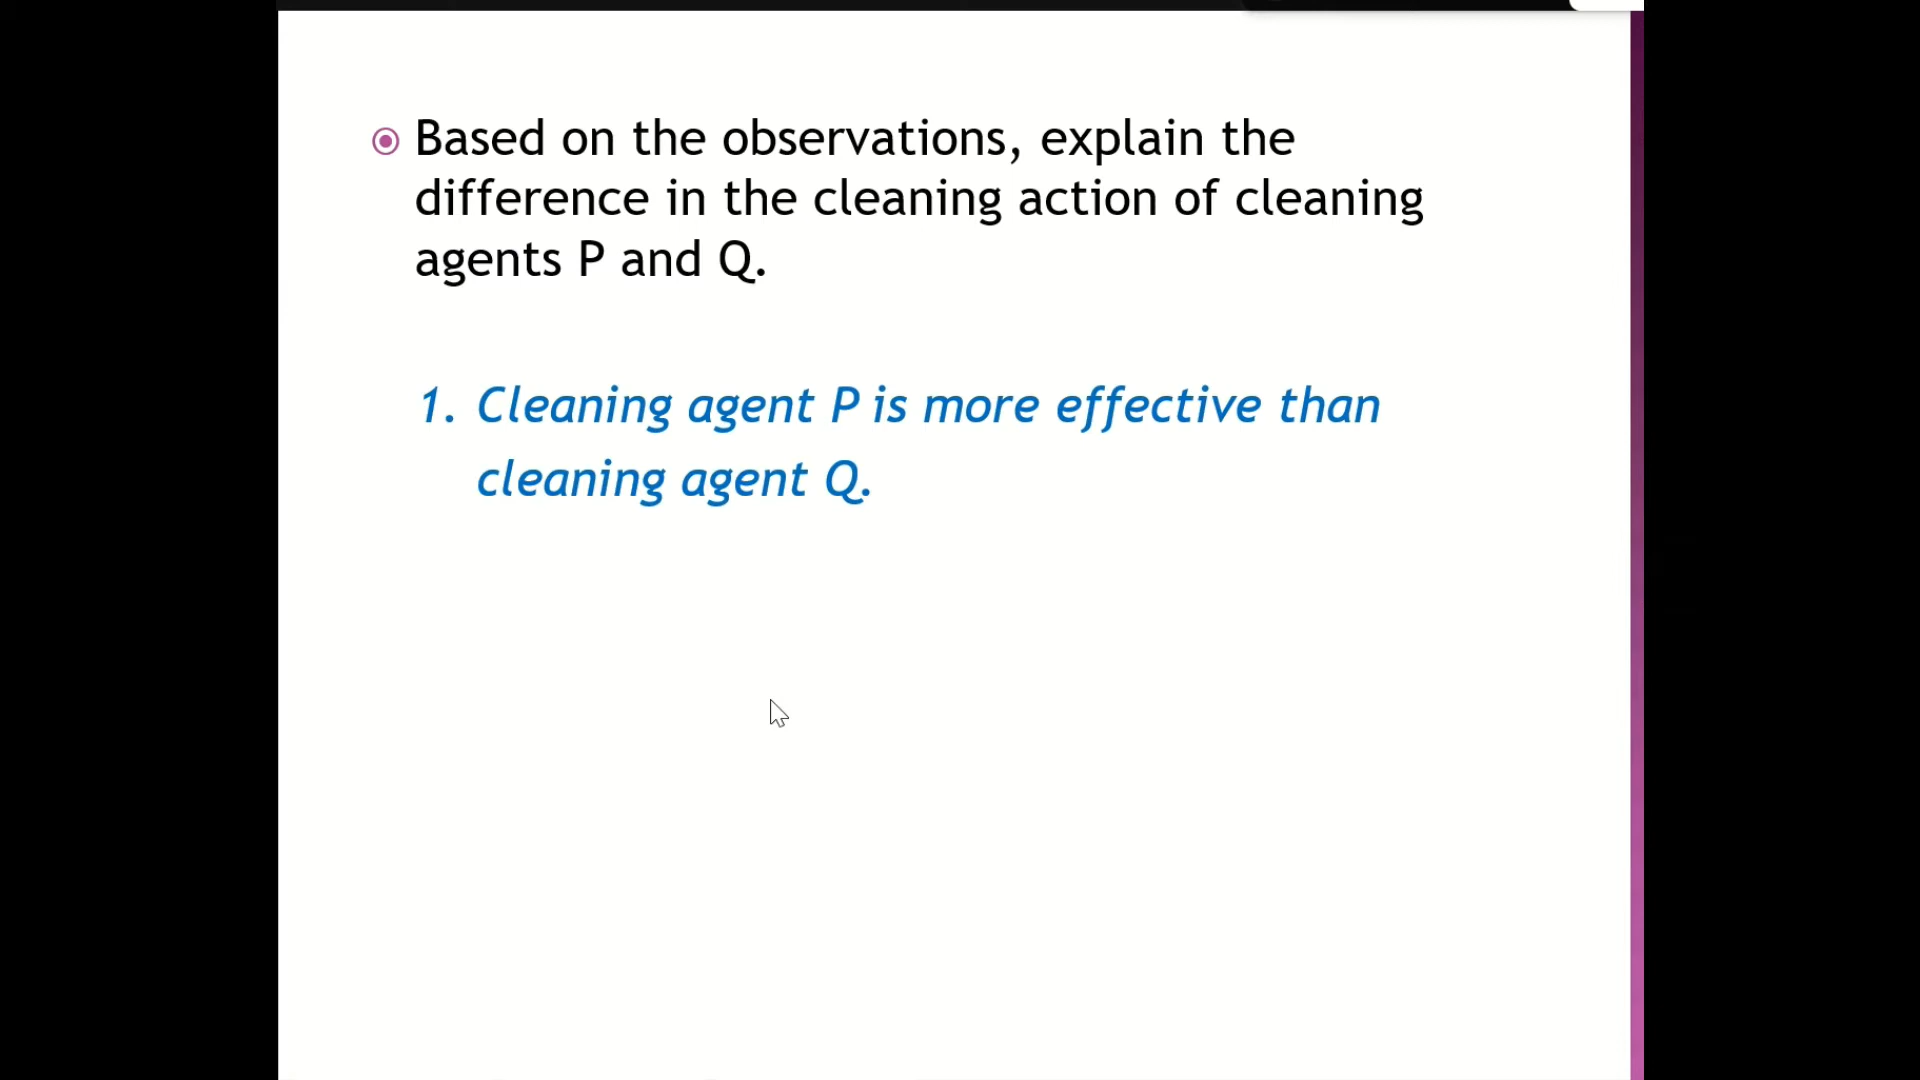 Based on the observations, explain the
difference in the cleaning action of cleaning
agents P and Q.
1. Cleaning agent P is more effective than
cleaning agent Q.